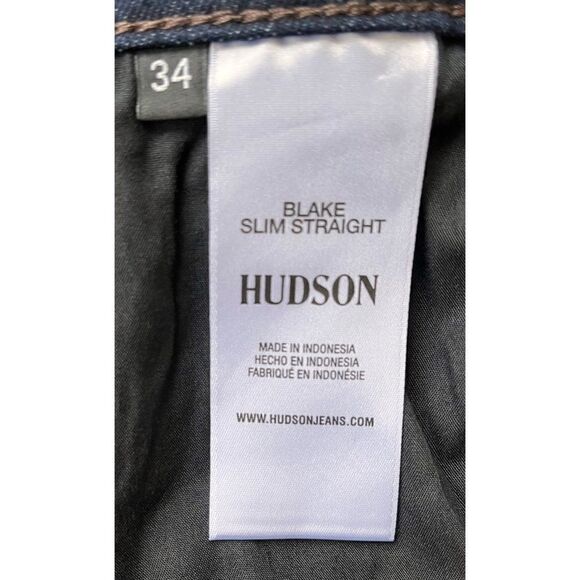 34
BLAKE
SLIM STRAIGHT
HUDSON
MADE IN INDONESIA
HECHO EN INDONESIA
FABRIQUÉ EN INDONÉSIE
WWW.HUDSONJEANS.COM